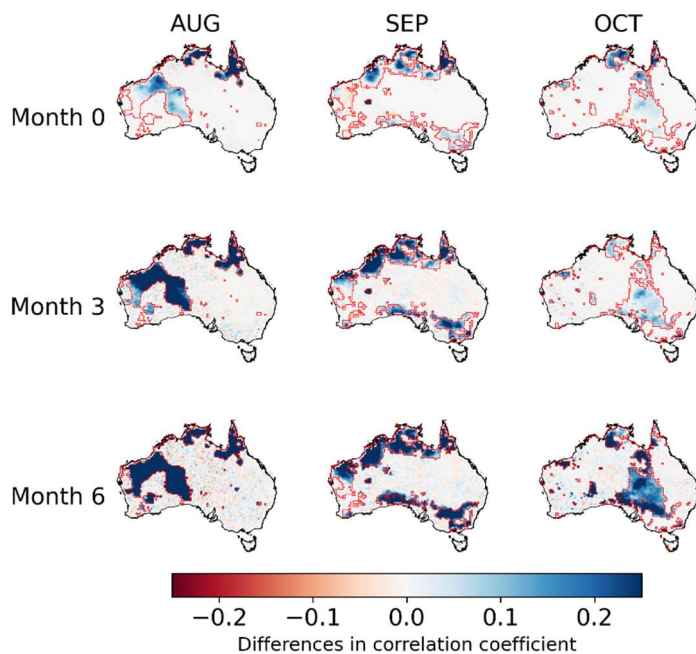 AUG SEP OCT
Month 0
Month 3
Month 6
−0.2 −0.1 0.0 0.1 0.2
Differences in correlation coefficient